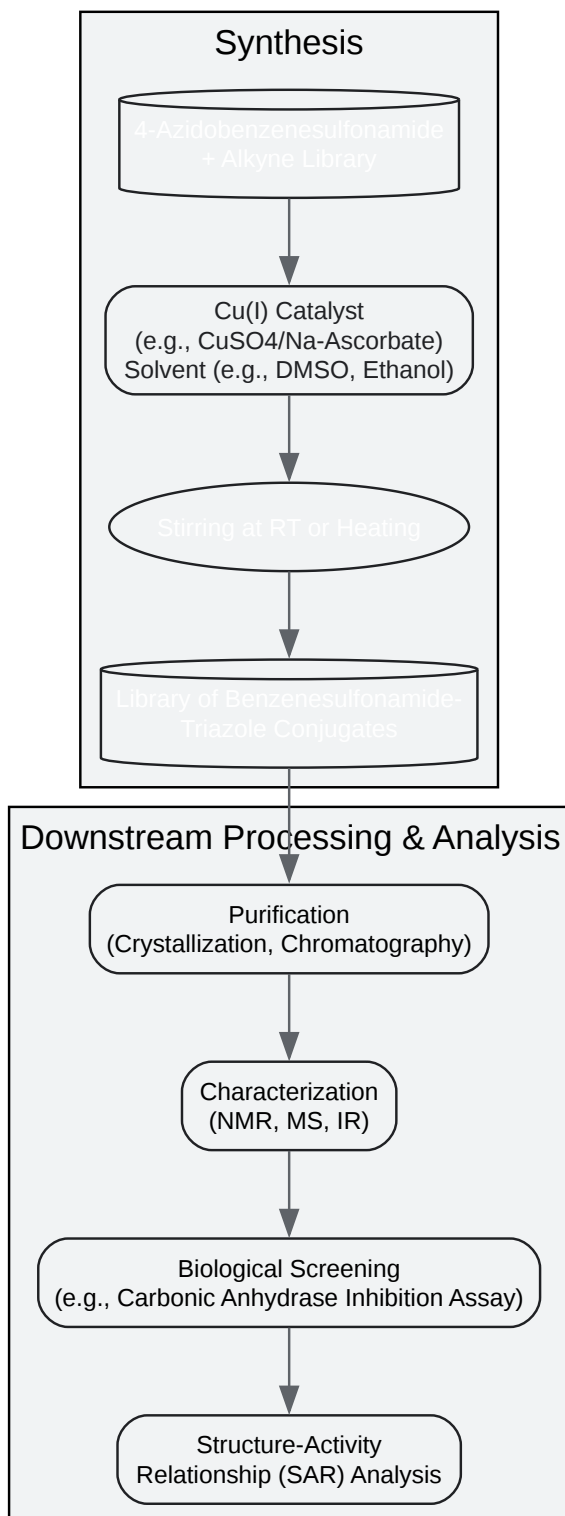 Synthesis
4-Azidobenzenesulfonamide
+ Alkyne Library
Cu(I) Catalyst
(e.g., CuSO4/Na-Ascorbate)
Solvent (e.g., DMSO, Ethanol)
Stirring at RT or Heating
Library of Benzenesulfonamide-
Triazole Conjugates
Downstream Processing & Analysis
Purification
(Crystallization, Chromatography)
Characterization
(NMR, MS, IR)
Biological Screening
(e.g., Carbonic Anhydrase Inhibition Assay)
Structure-Activity
Relationship (SAR) Analysis